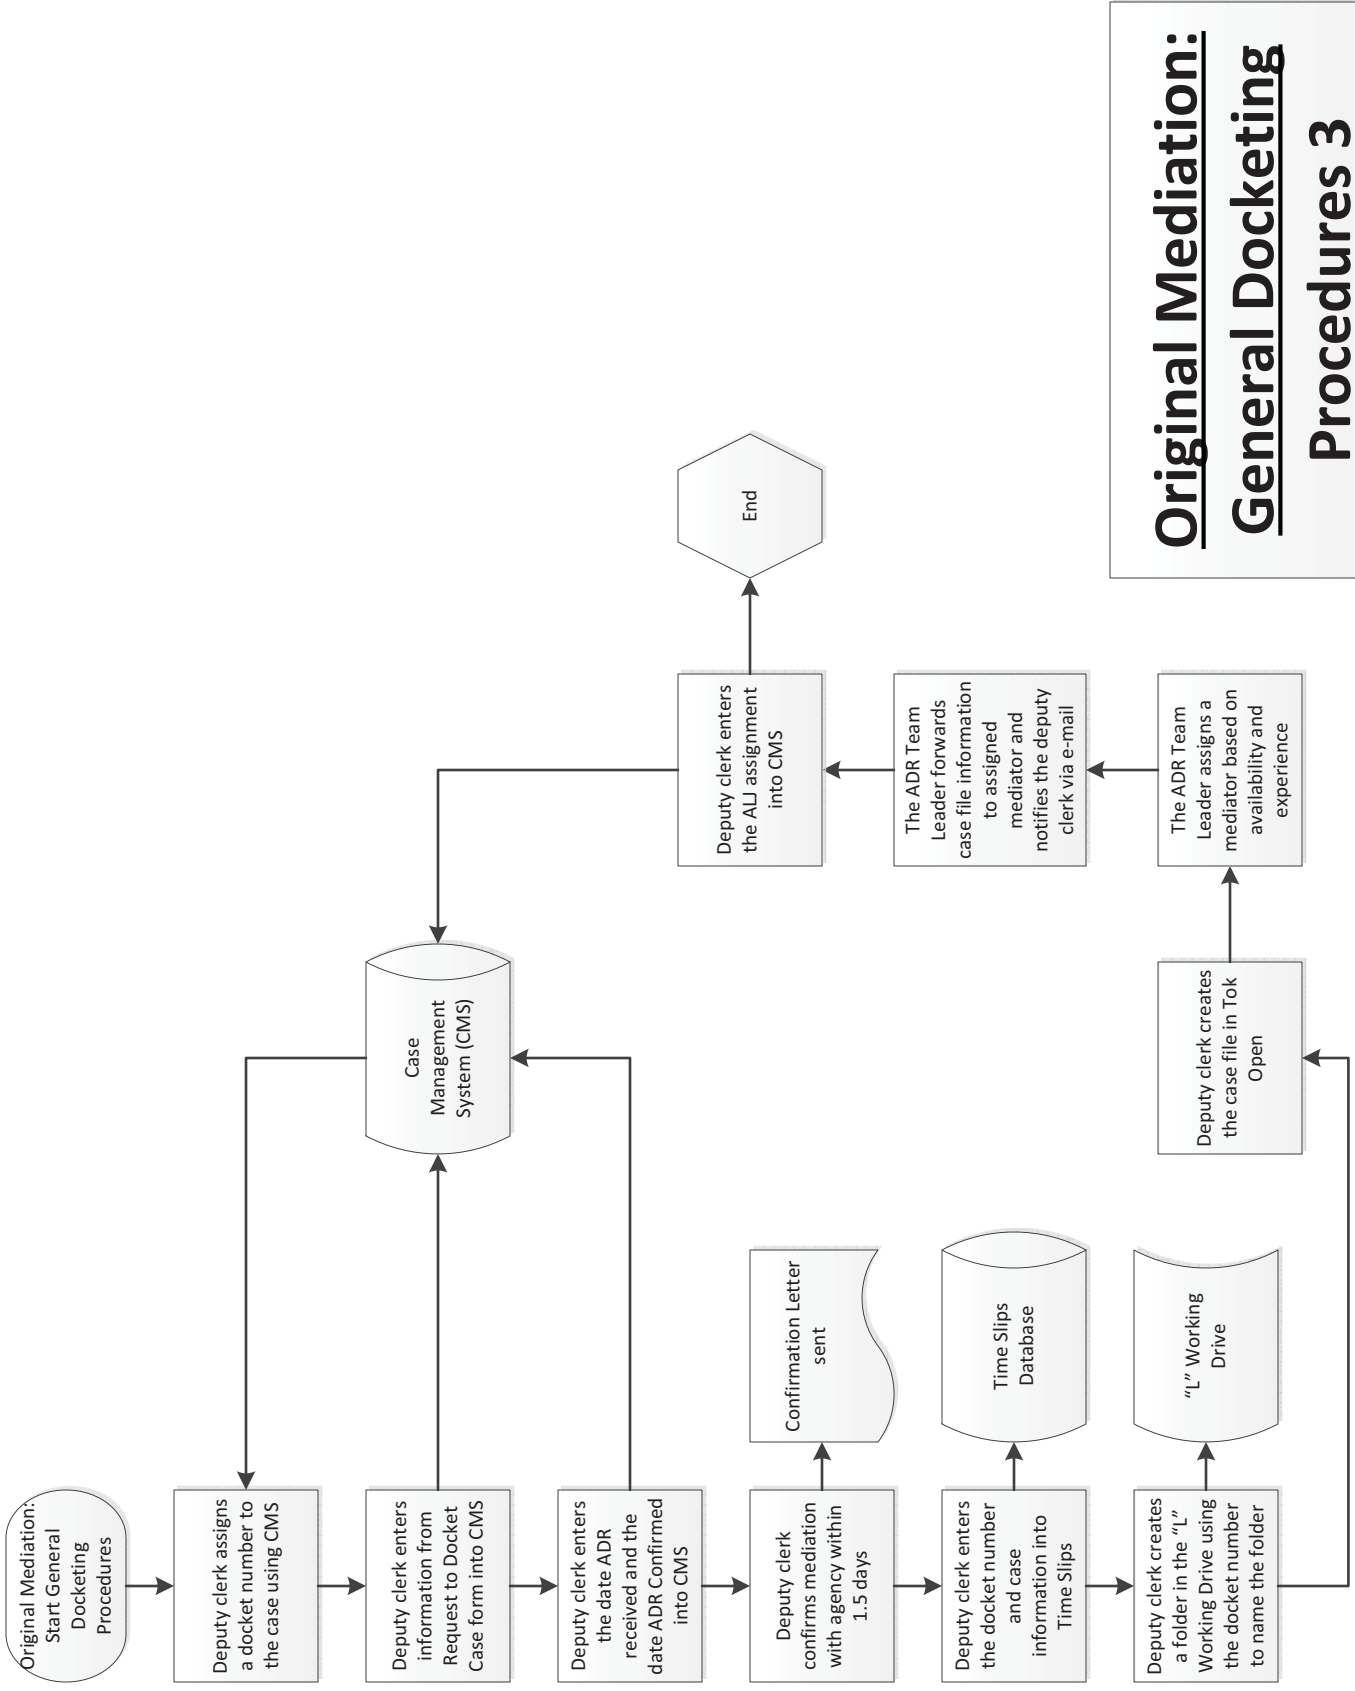 Original Mediation:
Start General
Docketing
Procedures
Deputy clerk assigns
a docket number to
the case using CMS
Deputy clerk enters
information from
Request to Docket
Case form into CMS
Deputy clerk enters
the date ADR
received and the
date ADR Confirmed
into CMS
Deputy clerk
confirms mediation
with agency within
1.5 days
Deputy clerk enters
the docket number
and case
information into
Time Slips
Deputy clerk creates
a folder in the “L”
Working Drive using
the docket number
to name the folder
Confirmation Letter
sent
Time Slips
Database
“L” Working
Drive
Case
Management
System (CMS)
Deputy clerk creates
the case file in Tok
Open
The ADR Team
Leader assigns a
mediator based on
availability and
experience
The ADR Team
Leader forwards
case file information
to assigned
mediator and
notifies the deputy
clerk via e-mail
Deputy clerk enters
the ALJ assignment
into CMS
End
Original Mediation:
General Docketing
Procedures 3